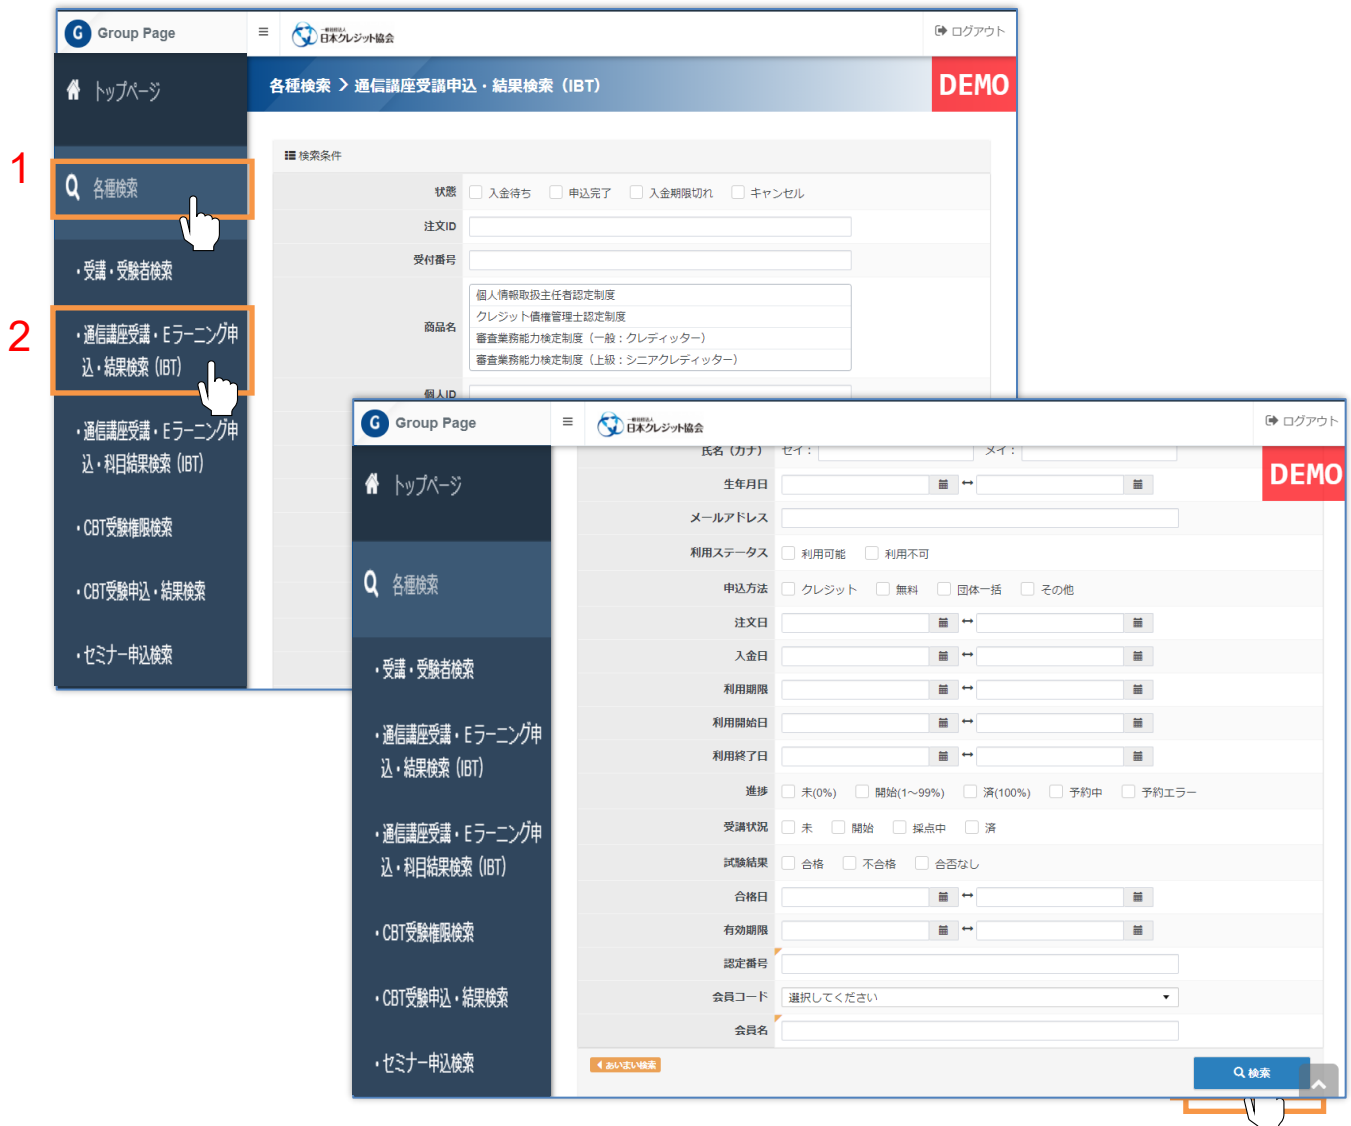 Group Page
一般社団法人
日本クレジット協会
ログアウト
トップページ
各種検索 > 通信講座受講申込・結果検索（IBT）
DEMO
1
各種検索
検索条件
状態 入金待ち 申込完了 入金期限切れ キャンセル
注文ID
受付番号
・受講・受験者検索
商品名
個人情報取扱主任者認定制度
クレジット債権管理士認定制度
審査業務能力検定制度（一般：クレディッター）
審査業務能力検定制度（上級：シニアクレディッター）
2
・通信講座受講・Eラーニング申
込・結果検索（IBT）
個人ID
・通信講座受講・Eラーニング申
込・科目結果検索（IBT）
・CBT受験権限検索
・CBT受験申込・結果検索
・セミナー申込検索
Group Page
一般社団法人
日本クレジット協会
ログアウト
トップページ
DEMO
氏名（カナ） セイ： メイ：
生年月日
メールアドレス
利用ステータス 利用可能 利用不可
各種検索
申込方法 クレジット 無料 団体一括 その他
注文日
入金日
利用期限
利用開始日
利用終了日
進捗 未(0%) 開始(1～99%) 済(100%) 予約中 予約エラー
受講状況 未 開始 採点中 済
試験結果 合格 不合格 合否なし
合格日
有効期限
認定番号
会員コード 選択してください
会員名
・受講・受験者検索
・通信講座受講・Eラーニング申
込・結果検索（IBT）
・通信講座受講・Eラーニング申
込・科目結果検索（IBT）
・CBT受験権限検索
・CBT受験申込・結果検索
・セミナー申込検索
あいまい検索
検索